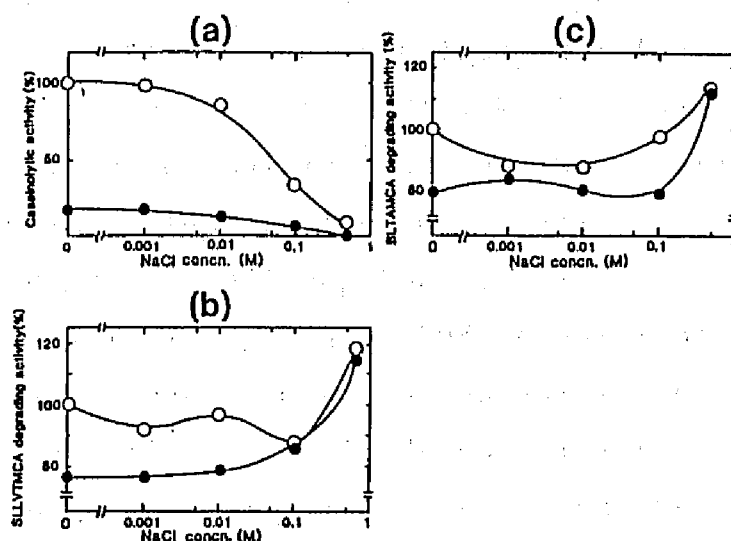 (a)
Caseinolytic activity (%)
100
50
0
0.001
0.01
0.1
1
NaCl concn. (M)
(c)
SLTAMCA degrading activity (%)
120
100
80
0
0.001
0.01
0.1
NaCl concn. (M)
(b)
SLLVTMCA degrading activity(%)
120
100
80
0
0.001
0.01
0.1
1
NaCl concn. (M)